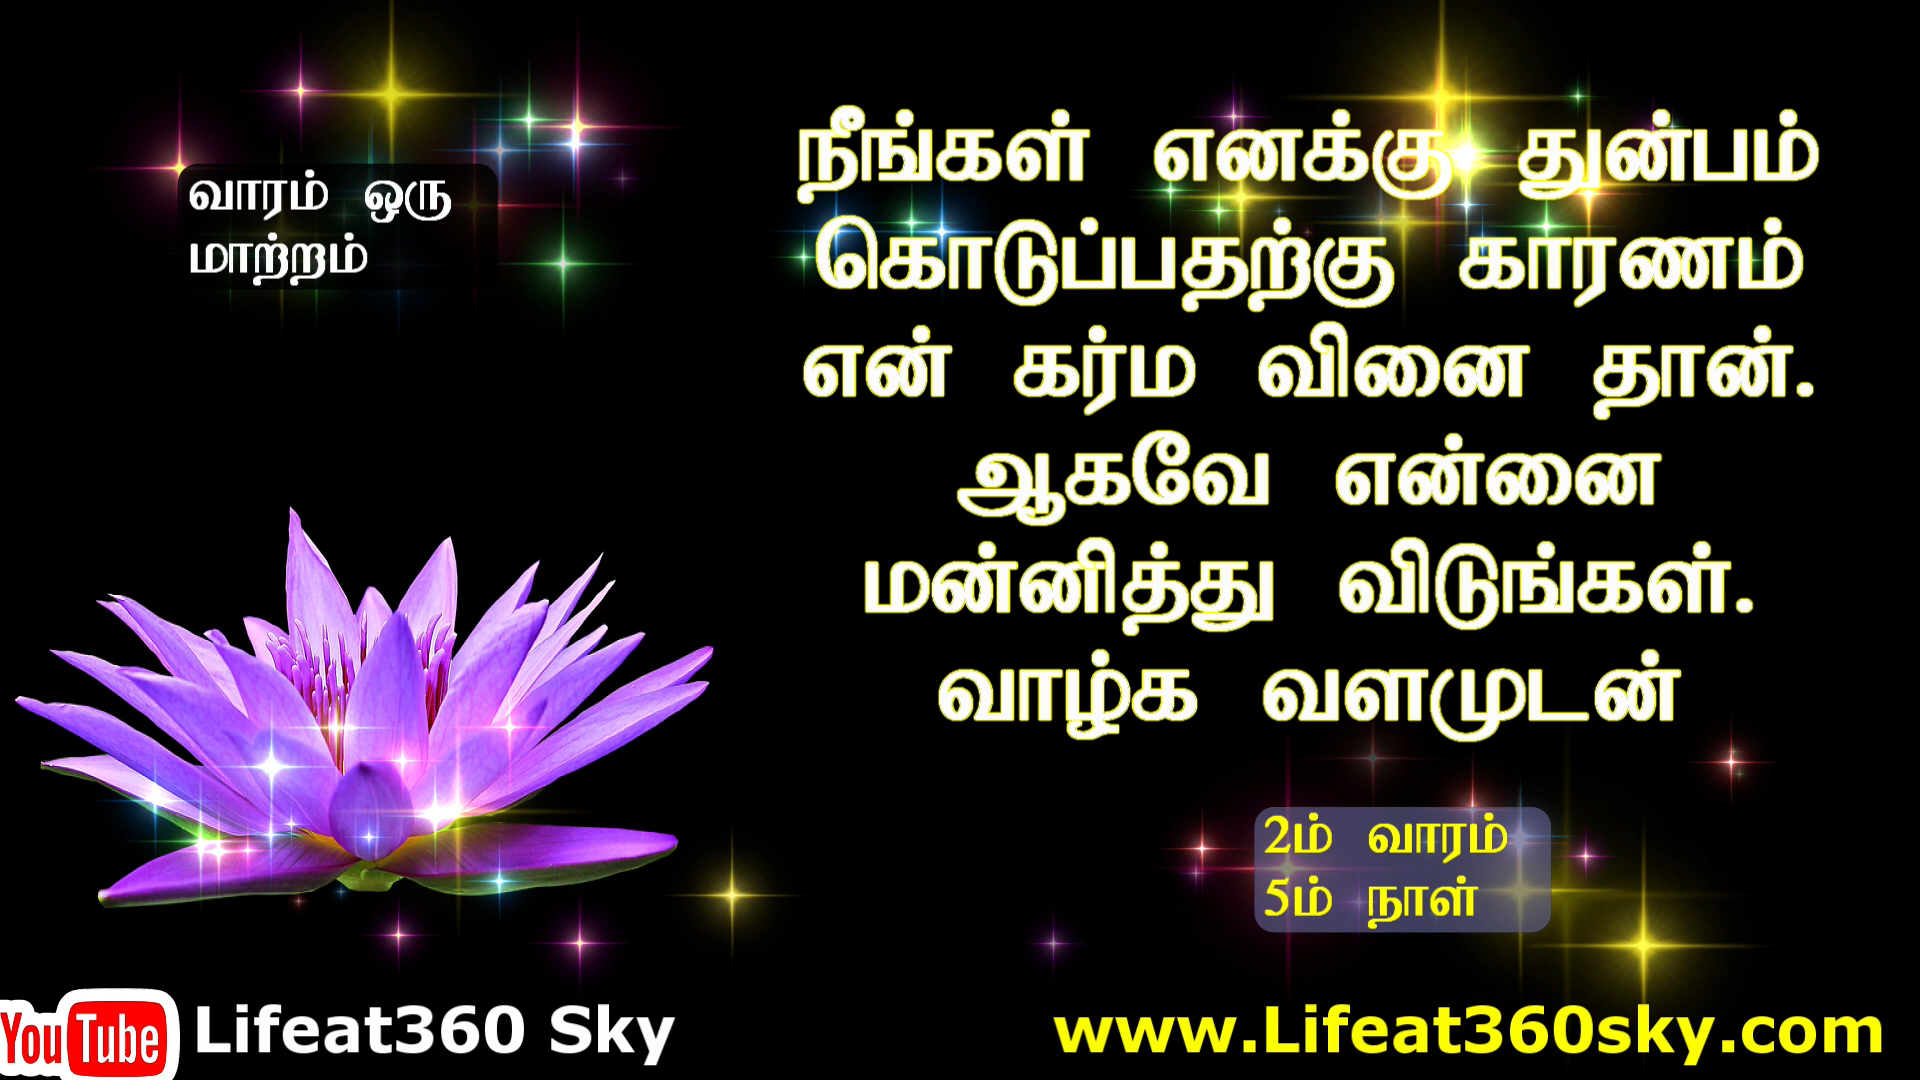 வாரம் ஒரு
மாற்றம்
நீங்கள் எனக்கு துன்பம்
கொடுப்பதற்கு காரணம்
என் கர்ம வினை தான்.
ஆகவே என்னை
மன்னித்து விடுங்கள்.
வாழ்க வளமுடன்
2ம் வாரம்
5ம் நாள்
YouTube Lifeat360 Sky
www.Lifeat360sky.com